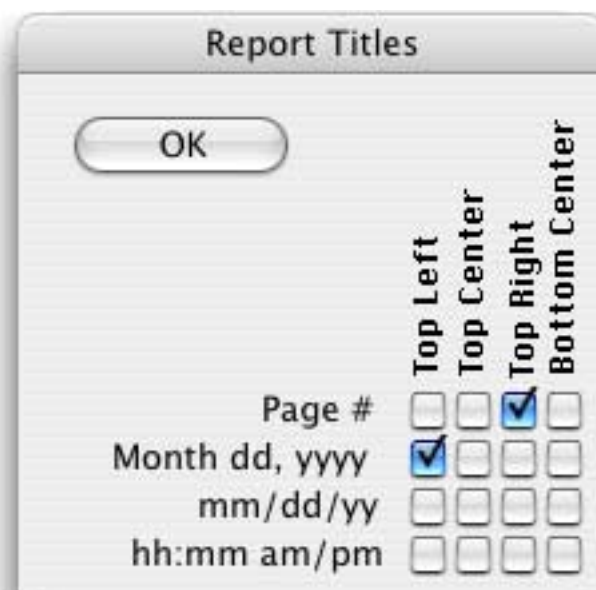 Report Titles
OK
Top Left
Top Center
Top Right
Bottom Center
Page #
Month dd, yyyy
mm/dd/yy
hh:mm am/pm